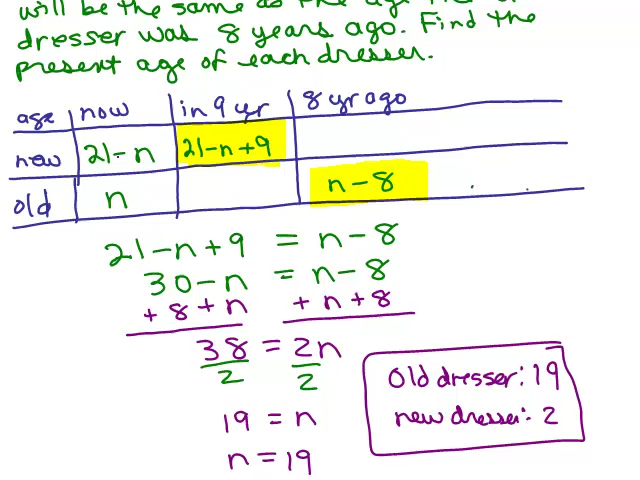 will be the same as the age the
dresser was 8 years ago. Find the
present age of each dresser.
age now in 9 yr 8 yr ago
new 21-n 21-n+9
old n n-8
21-n+9 = n-8
30-n = n-8
+8+n +n+8
38 = 2n
2 2
19 = n
n = 19
old dresser: 19
new dresser: 2